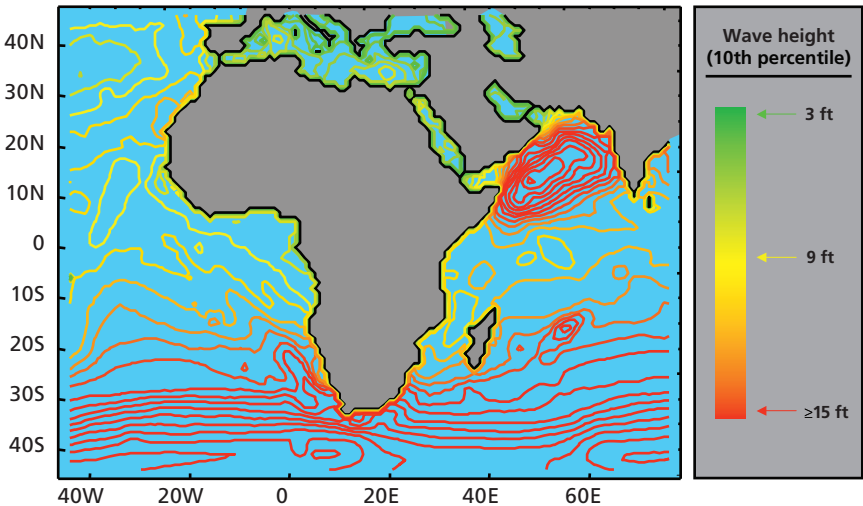 40N
30N
20N
10N
0
10S
20S
30S
40S
40W 20W 0 20E 40E 60E
Wave height
(10th percentile)
3 ft
9 ft
≥15 ft